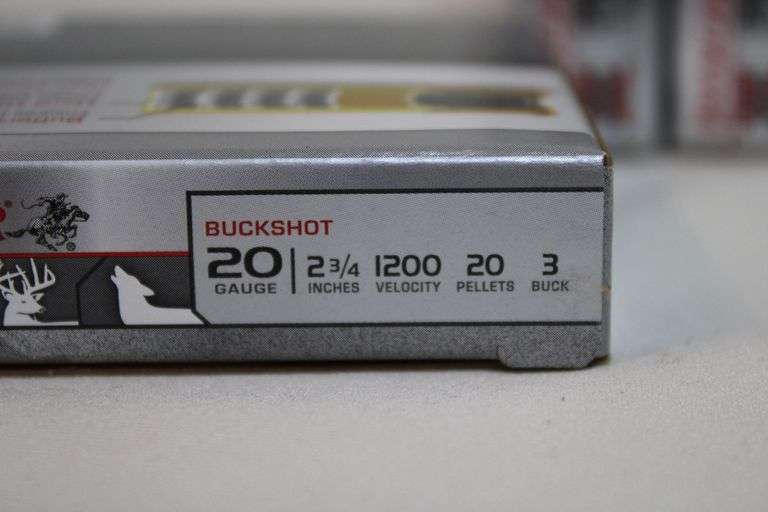 BUCKSHOT
20 2 3/4 1200 20 3
GAUGE INCHES VELOCITY PELLETS BUCK
R
®